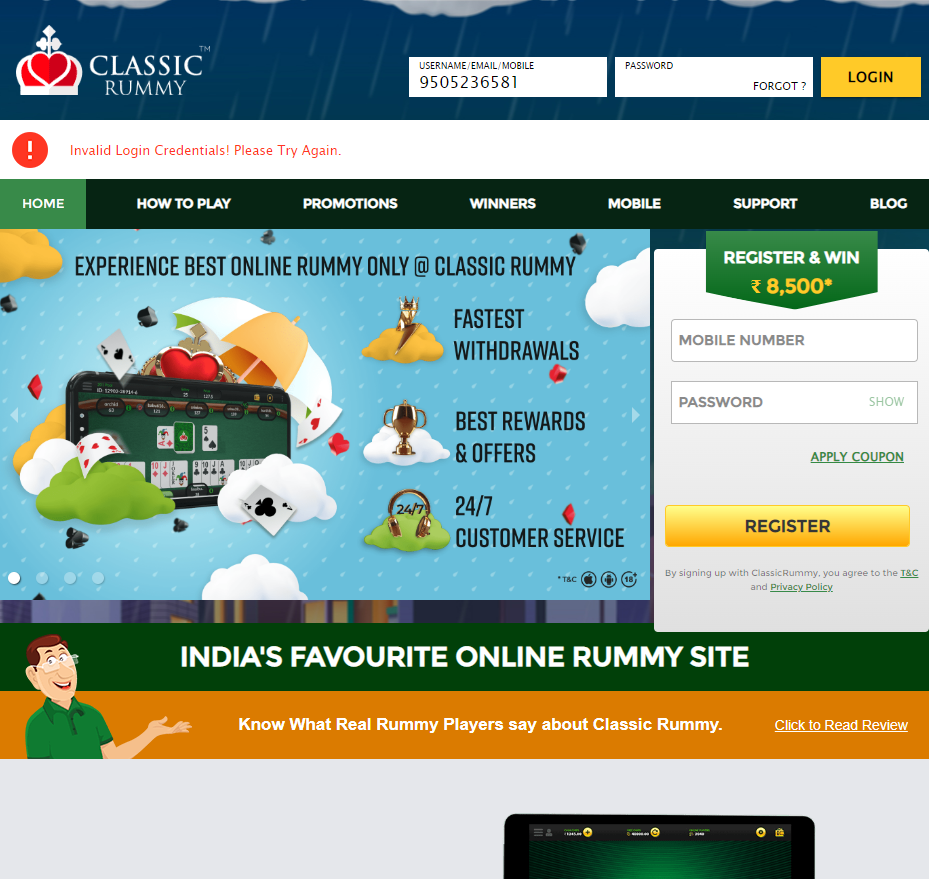 CLASSIC TM
RUMMY
USERNAME/EMAIL/MOBILE
9505236581
PASSWORD
FORGOT ?
LOGIN
Invalid Login Credentials! Please Try Again.
HOME
HOW TO PLAY
PROMOTIONS
WINNERS
MOBILE
SUPPORT
BLOG
EXPERIENCE BEST ONLINE RUMMY ONLY @ CLASSIC RUMMY
FASTEST
WITHDRAWALS
BEST REWARDS
& OFFERS
24/7
24/7
CUSTOMER SERVICE
* T&C
18+
REGISTER & WIN
₹ 8,500*
MOBILE NUMBER
PASSWORD
SHOW
APPLY COUPON
REGISTER
By signing up with ClassicRummy, you agree to the T&C
and Privacy Policy
INDIA'S FAVOURITE ONLINE RUMMY SITE
Know What Real Rummy Players say about Classic Rummy.
Click to Read Review